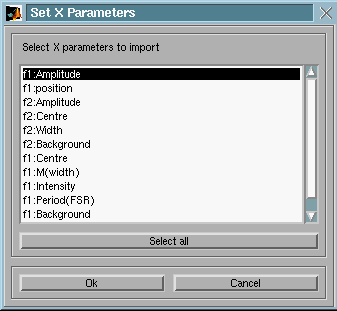 Set X Parameters
Select X parameters to import
f1:Amplitude
f1:position
f2:Amplitude
f2:Centre
f2:Width
f2:Background
f1:Centre
f1:M(width)
f1:Intensity
f1:Period(FSR)
f1:Background
Select all
Ok Cancel